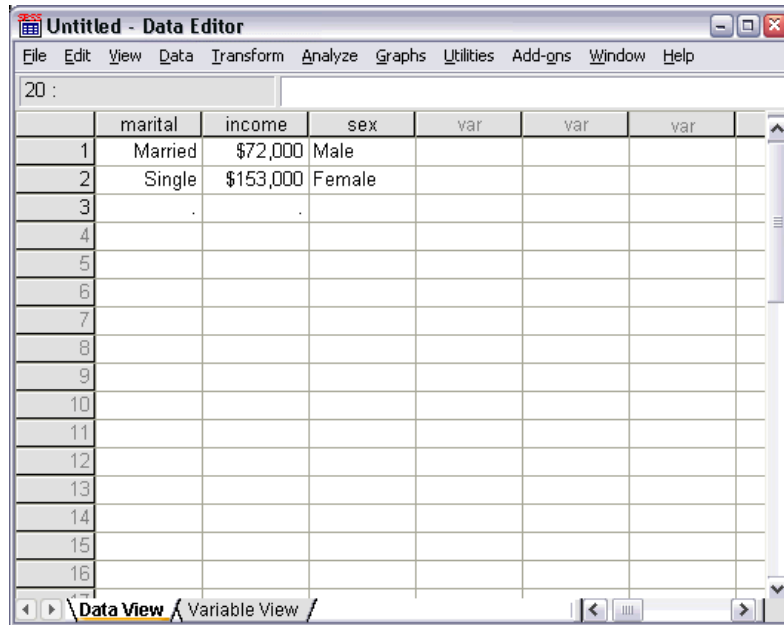 Untitled - Data Editor
File Edit View Data Transform Analyze Graphs Utilities Add-ons Window Help
20 :
marital income sex var var var
1 Married $72,000 Male
2 Single $153,000 Female
3 . .
4
5
6
7
8
9
10
11
12
13
14
15
16
17
Data View Variable View